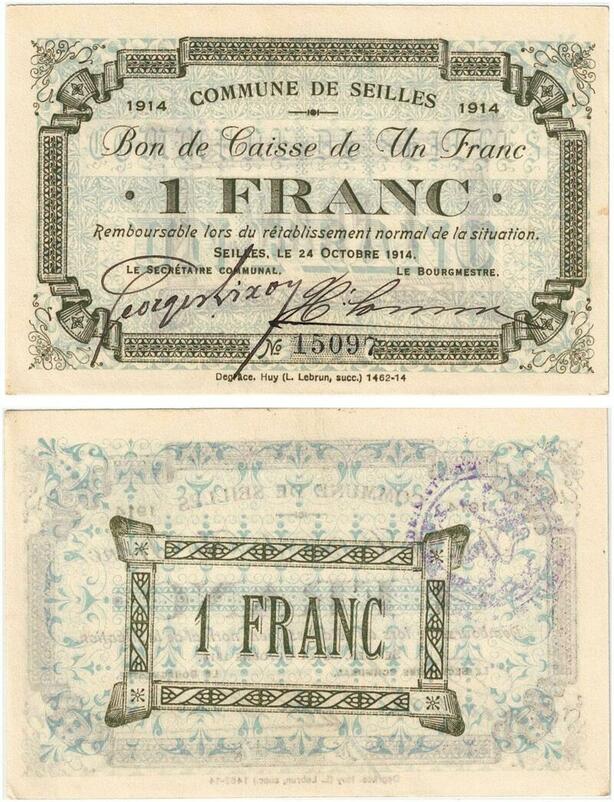 COMMUNE DE SEILLES
1914 1914
Bon de Caisse de Un Franc
· 1 FRANC ·
Remboursable lors du rétablissement normal de la situation.
SEILLES, LE 24 OCTOBRE 1914.
LE SECRÉTAIRE COMMUNAL. LE BOURGMESTRE.
No 15097
Degrace. Huy (L. Lebrun, succ.) 1462-14
1 FRANC